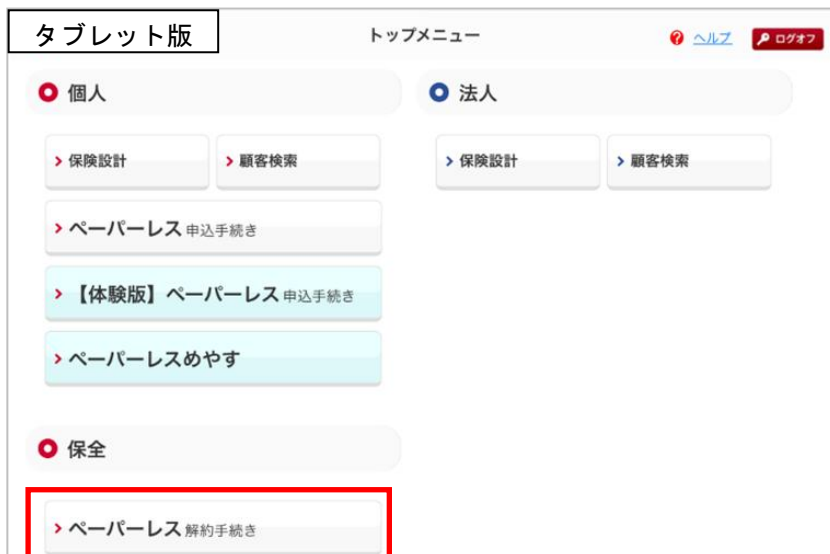 タブレット版
トップメニュー
ヘルプ
ログオフ
個人
保険設計
顧客検索
ペーパーレス 申込手続き
【体験版】ペーパーレス 申込手続き
ペーパーレスめやす
法人
保険設計
顧客検索
保全
ペーパーレス 解約手続き